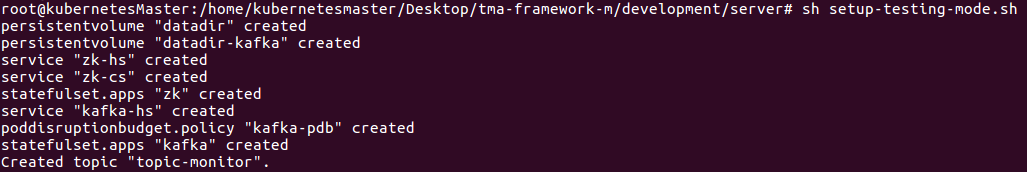 root@kubernetesMaster:/home/kubernetesmaster/Desktop/tma-framework-m/development/server# sh setup-testing-mode.sh
persistentvolume "datadir" created
persistentvolume "datadir-kafka" created
service "zk-hs" created
service "zk-cs" created
statefulset.apps "zk" created
service "kafka-hs" created
poddisruptionbudget.policy "kafka-pdb" created
statefulset.apps "kafka" created
Created topic "topic-monitor".